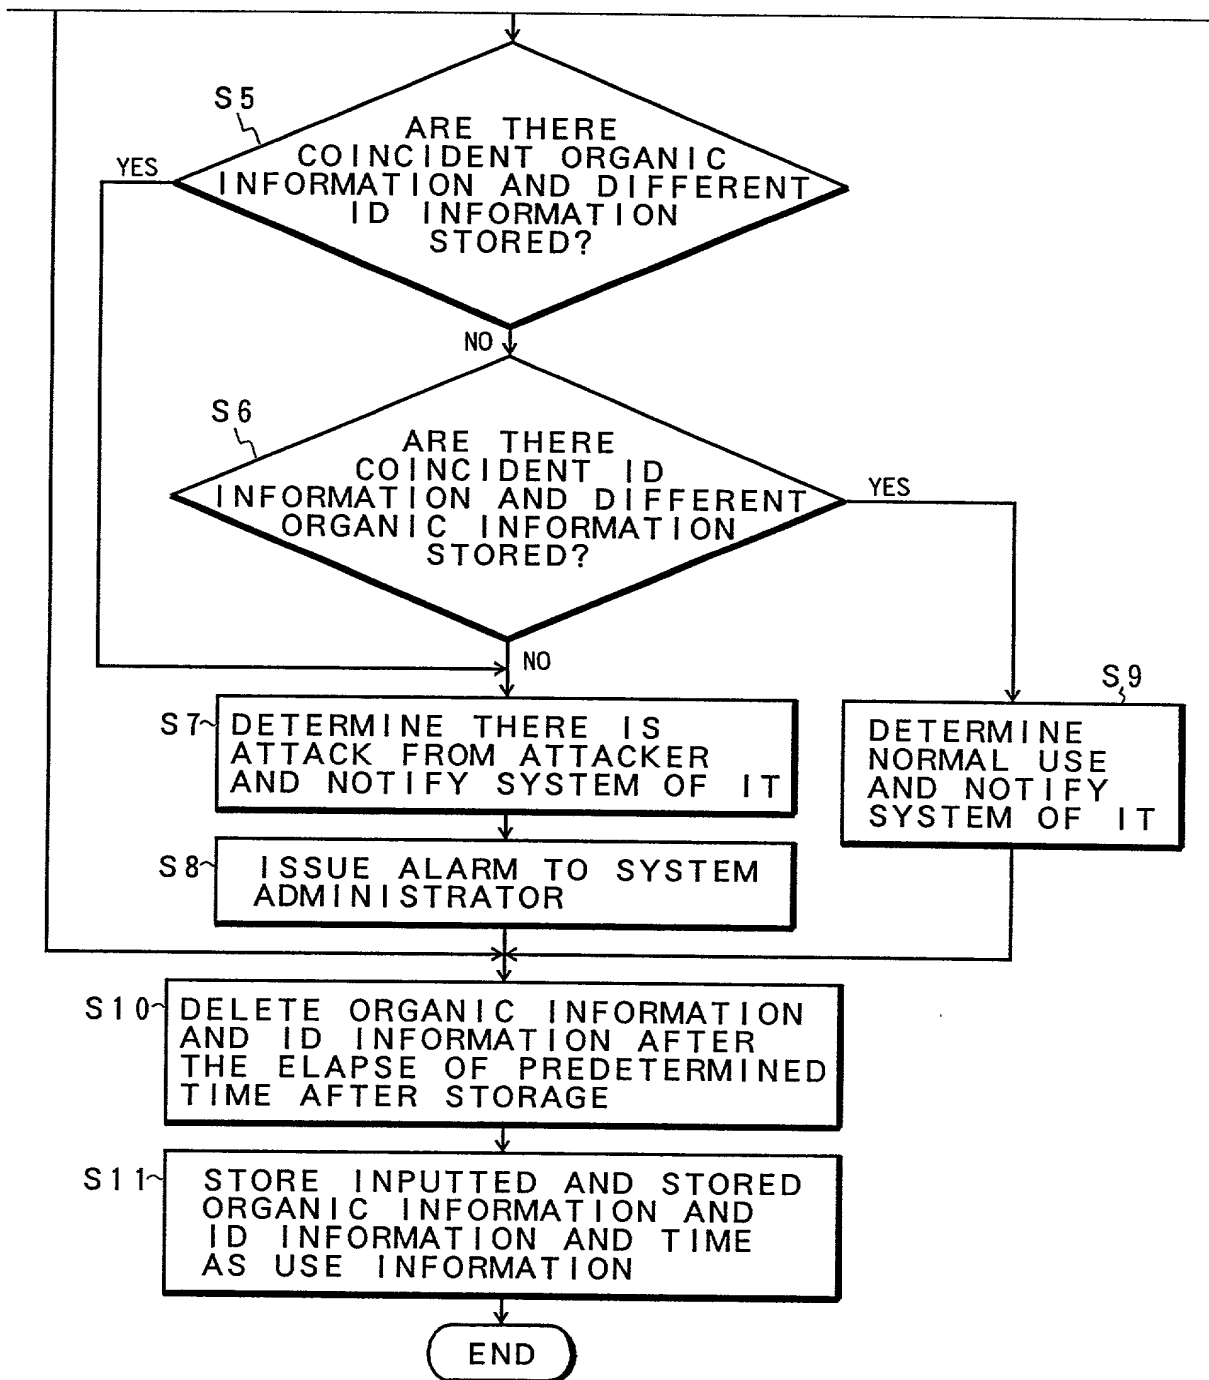 S5
ARE THERE
COINCIDENT ORGANIC
INFORMATION AND DIFFERENT
ID INFORMATION
STORED?
YES
NO
S6
ARE THERE
COINCIDENT ID
INFORMATION AND DIFFERENT
ORGANIC INFORMATION
STORED?
YES
NO
S7
DETERMINE THERE IS
ATTACK FROM ATTACKER
AND NOTIFY SYSTEM OF IT
S9
DETERMINE
NORMAL USE
AND NOTIFY
SYSTEM OF IT
S8
ISSUE ALARM TO SYSTEM
ADMINISTRATOR
S10
DELETE ORGANIC INFORMATION
AND ID INFORMATION AFTER
THE ELAPSE OF PREDETERMINED
TIME AFTER STORAGE
S11
STORE INPUTTED AND STORED
ORGANIC INFORMATION AND
ID INFORMATION AND TIME
AS USE INFORMATION
END